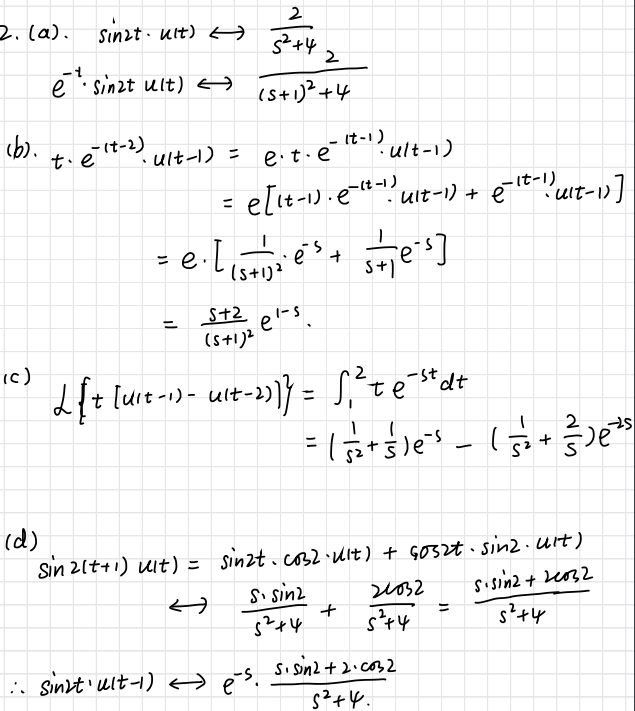 2. (a). sin2t · u(t) ↔ 2/(s²+4)
e^{-t} · sin2t u(t) ↔ 2/((s+1)²+4)
(b). t · e^{-(t-2)} · u(t-1) = e · t · e^{-(t-1)} · u(t-1)
= e[(t-1) · e^{-(t-1)} · u(t-1) + e^{-(t-1)} · u(t-1)]
= e · [1/(s+1)² · e^{-s} + 1/(s+1) e^{-s}]
= (s+2)/(s+1)² e^{1-s}.
(c) ℒ{t [u(t-1) - u(t-2)]} = ∫₁² t e^{-st} dt
= (1/s² + 1/s)e^{-s} - (1/s² + 2/s)e^{-2s}
(d)
sin2(t+1) u(t) = sin2t · cos2 · u(t) + cos2t · sin2 · u(t)
↔ s·sin2/(s²+4) + 2cos2/(s²+4) = (s·sin2 + 2cos2)/(s²+4)
∴ sin2t · u(t-1) ↔ e^{-s} · (s·sin2 + 2·cos2)/(s²+4).